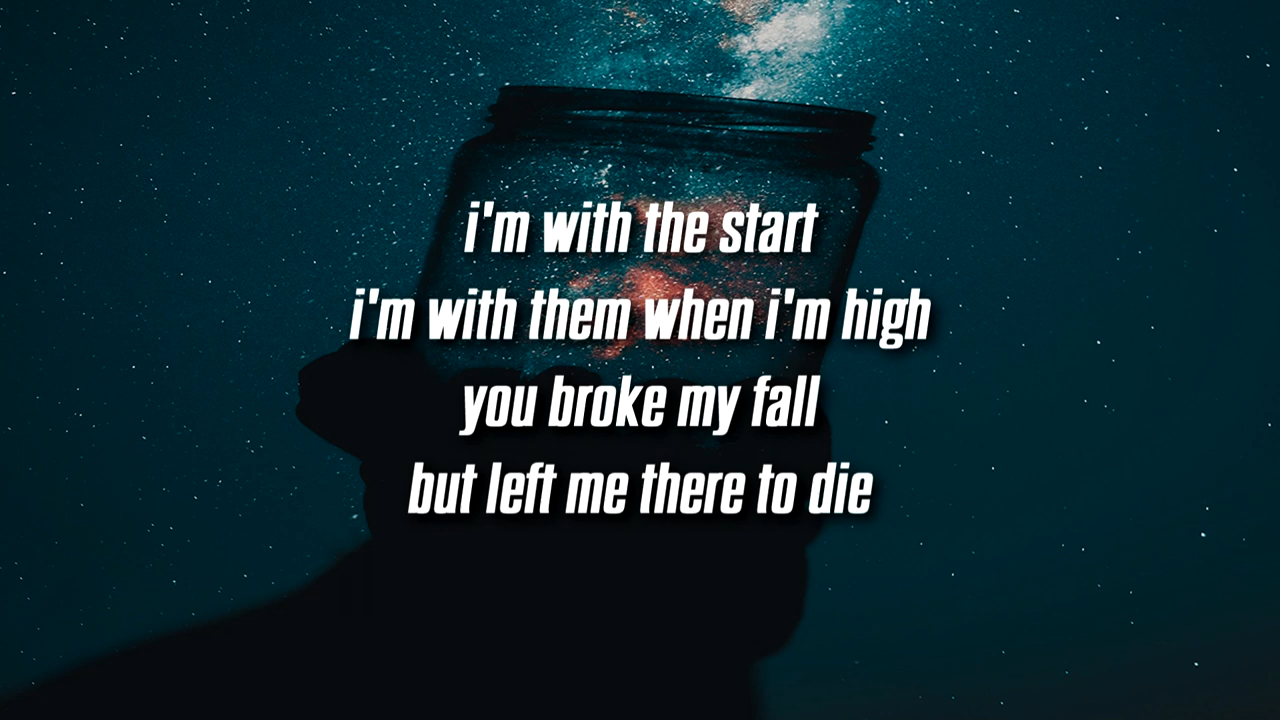 i'm with the start
i'm with them when i'm high
you broke my fall
but left me there to die